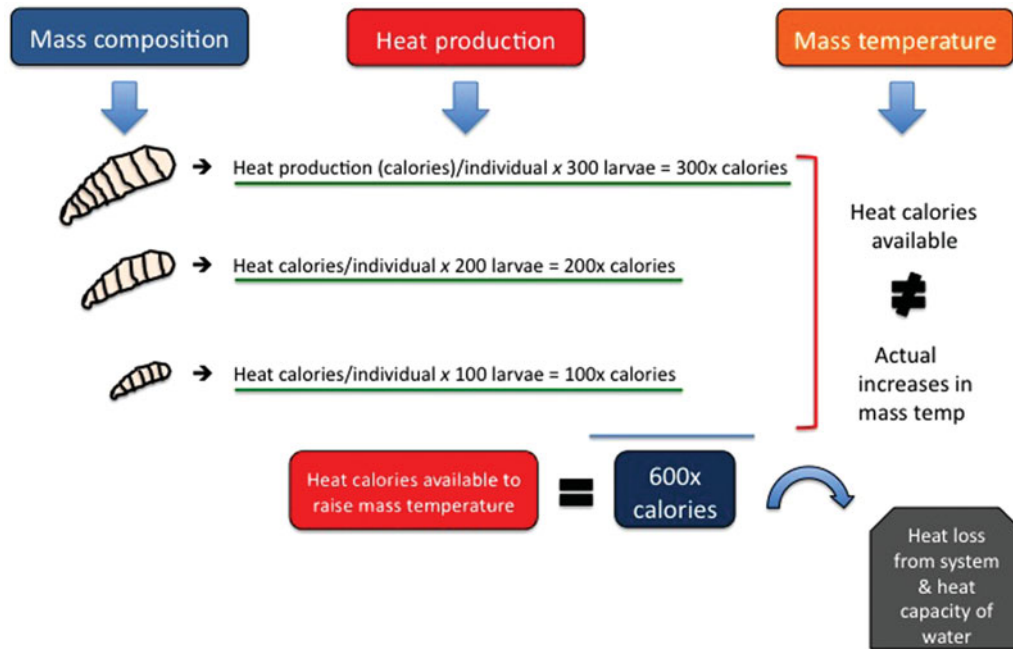 Mass composition
Heat production
Mass temperature
Heat production (calories)/individual x 300 larvae = 300x calories
Heat calories/individual x 200 larvae = 200x calories
Heat calories/individual x 100 larvae = 100x calories
Heat calories
available
≠
Actual
increases in
mass temp
Heat calories available to
raise mass temperature
=
600x
calories
Heat loss
from system
& heat
capacity of
water